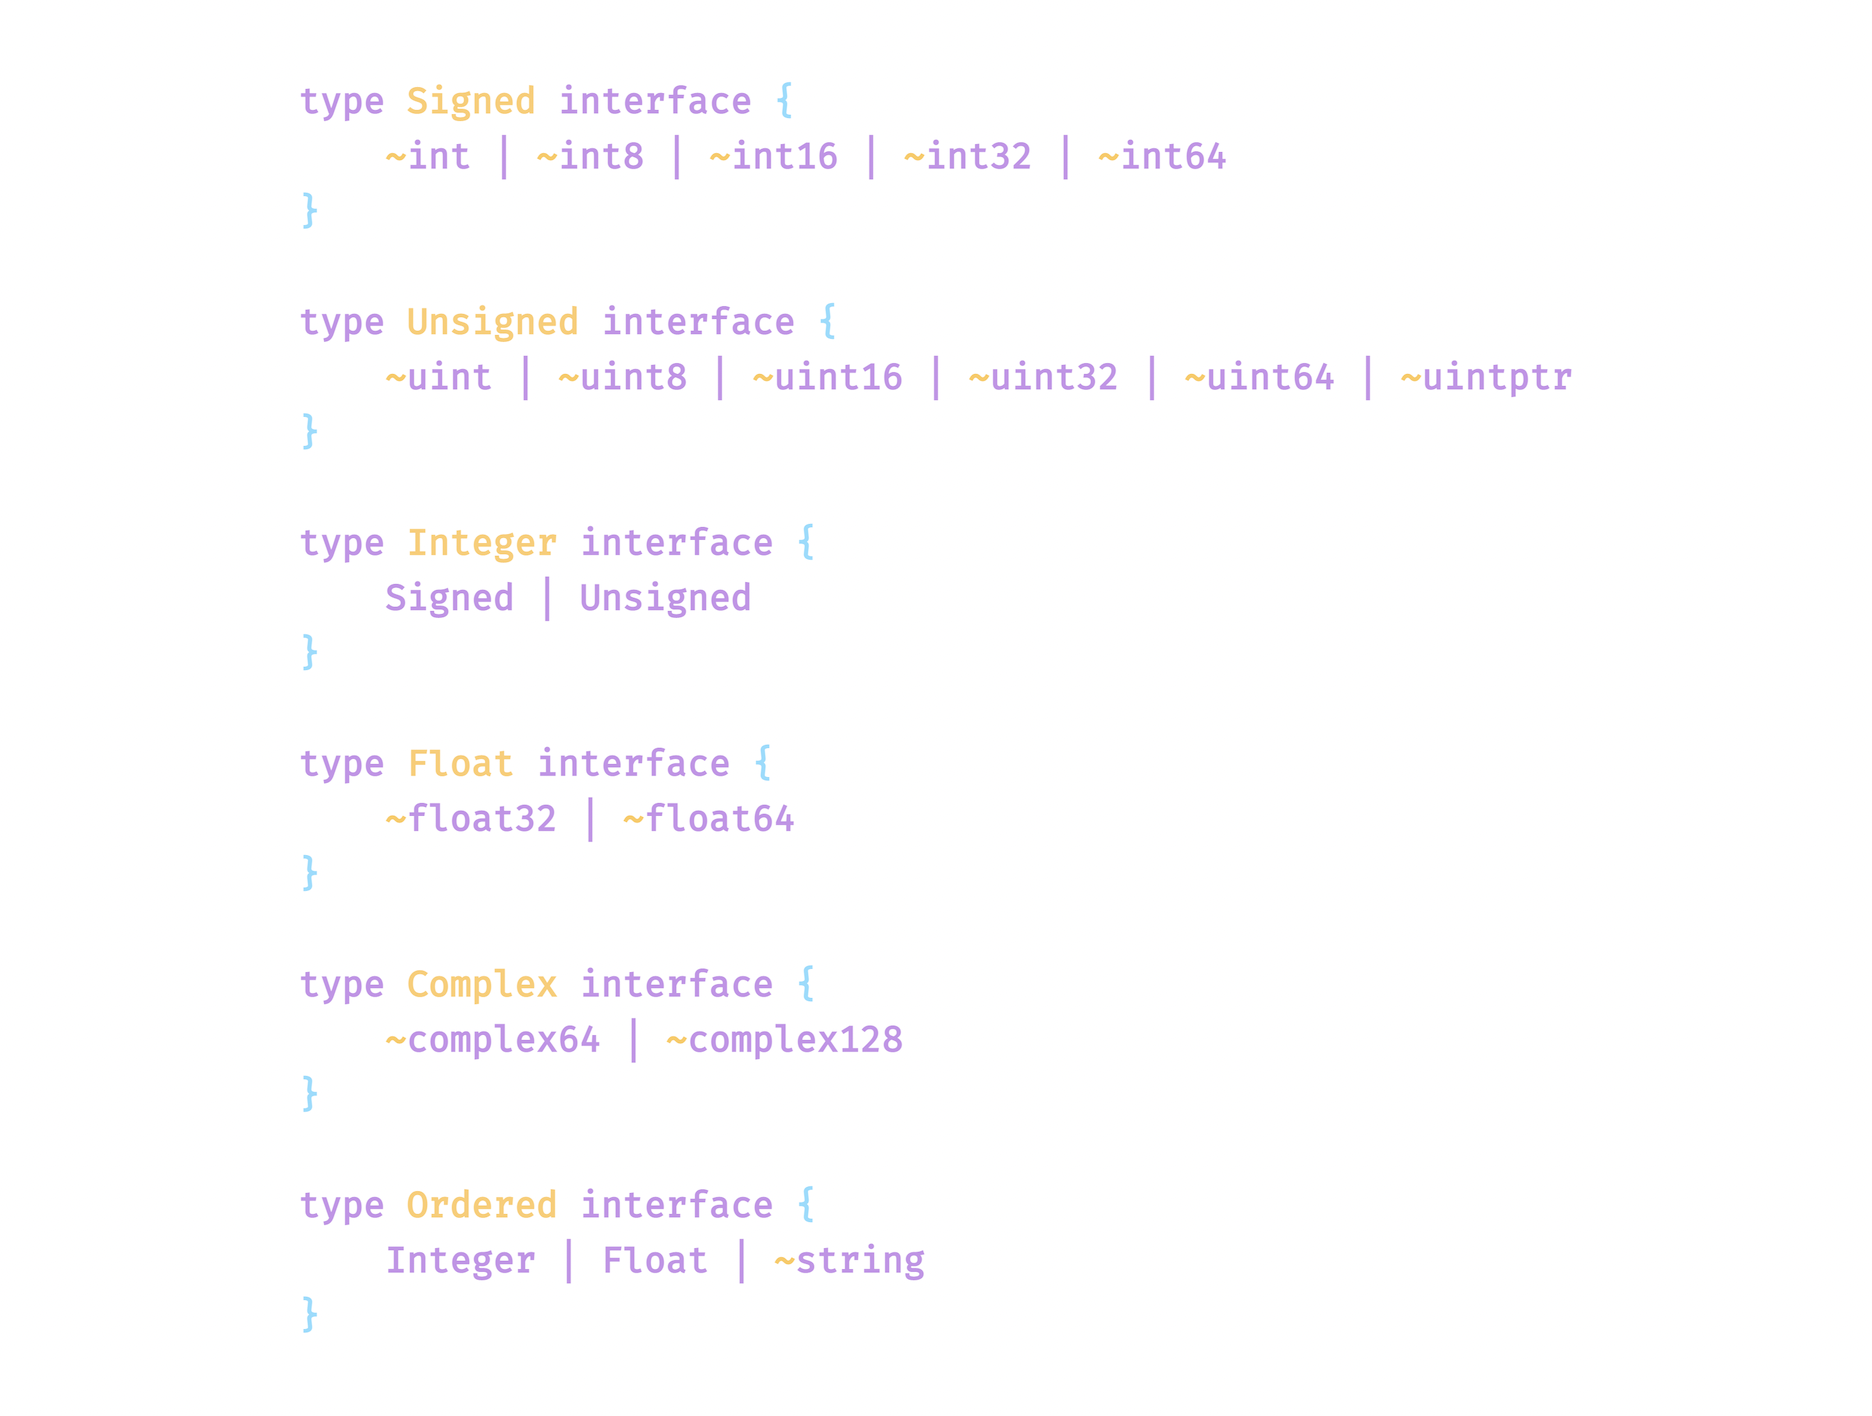 type Signed interface {
    ~int | ~int8 | ~int16 | ~int32 | ~int64
}

type Unsigned interface {
    ~uint | ~uint8 | ~uint16 | ~uint32 | ~uint64 | ~uintptr
}

type Integer interface {
    Signed | Unsigned
}

type Float interface {
    ~float32 | ~float64
}

type Complex interface {
    ~complex64 | ~complex128
}

type Ordered interface {
    Integer | Float | ~string
}